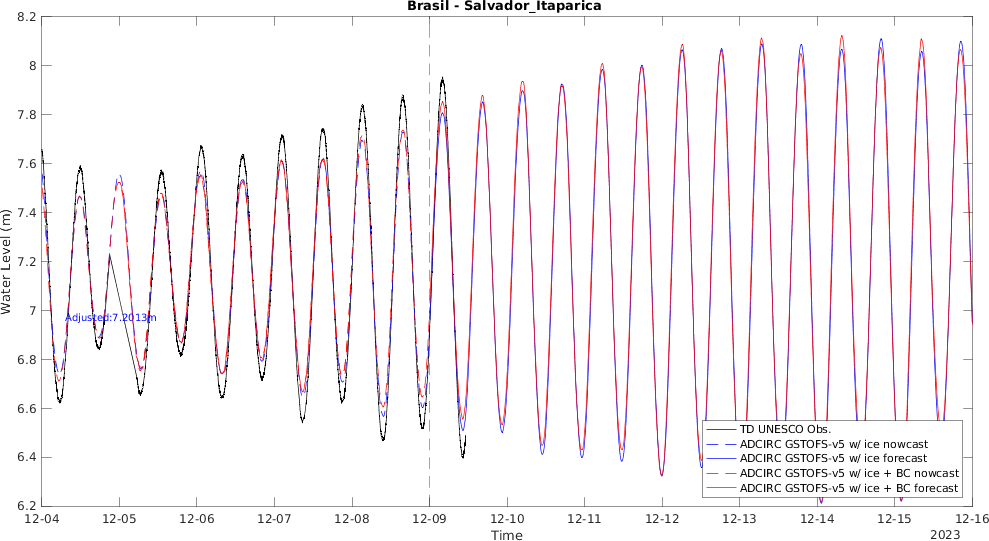 Brasil - Salvador_Itaparica
Water Level (m)
8.2
8
7.8
7.6
7.4
7.2
7
6.8
6.6
6.4
6.2
Adjusted:7.2013m
TD UNESCO Obs.
ADCIRC GSTOFS-v5 w/ ice nowcast
ADCIRC GSTOFS-v5 w/ ice forecast
ADCIRC GSTOFS-v5 w/ ice + BC nowcast
ADCIRC GSTOFS-v5 w/ ice + BC forecast
12-04 12-05 12-06 12-07 12-08 12-09 12-10 12-11 12-12 12-13 12-14 12-15 12-16
Time
2023